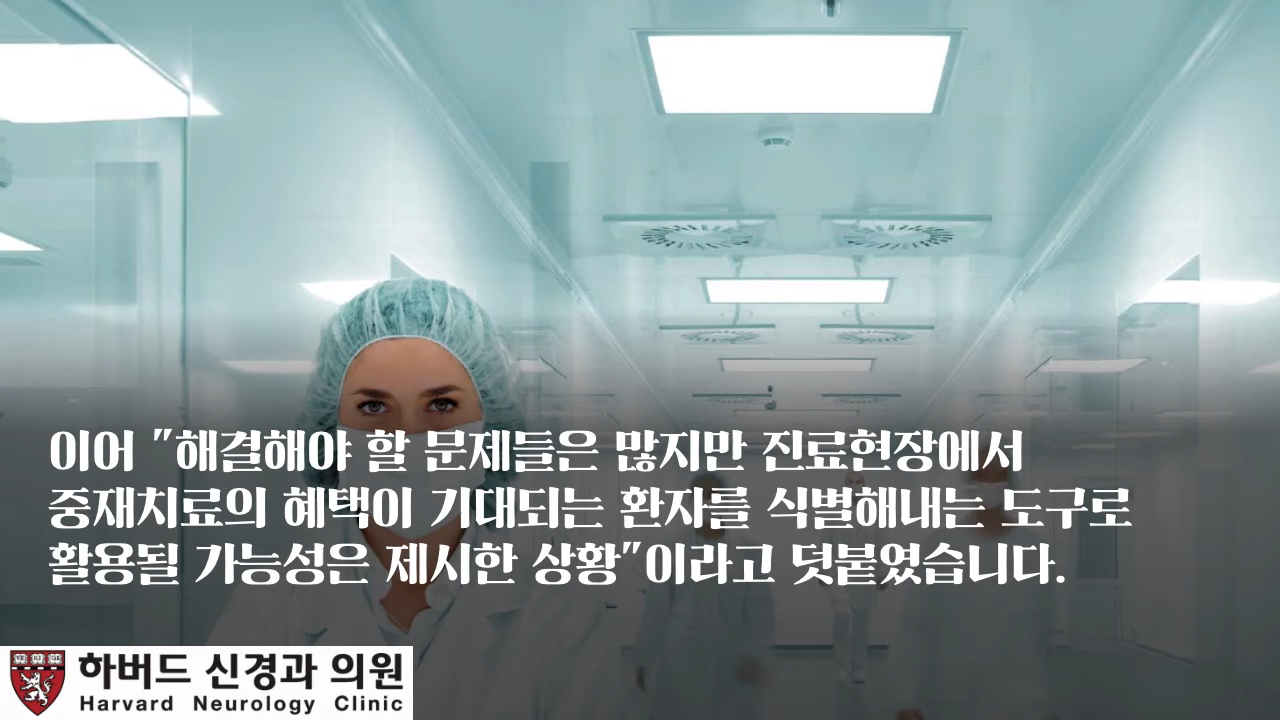 이어 "해결해야 할 문제들은 많지만 진료현장에서
중재치료의 혜택이 기대되는 환자를 식별해내는 도구로
활용될 가능성은 제시한 상황"이라고 덧붙였습니다.
하버드 신경과 의원
Harvard Neurology Clinic